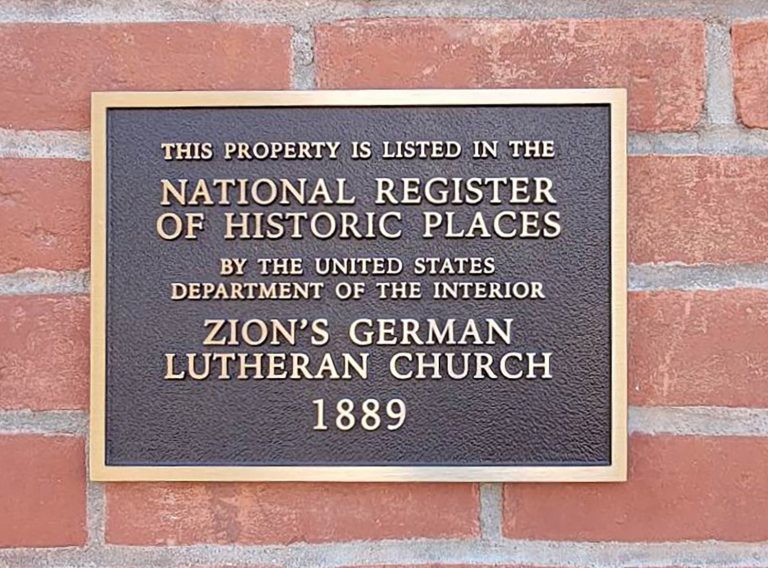 THIS PROPERTY IS LISTED IN THE
NATIONAL REGISTER
OF HISTORIC PLACES
BY THE UNITED STATES
DEPARTMENT OF THE INTERIOR
ZION'S GERMAN
LUTHERAN CHURCH
1889